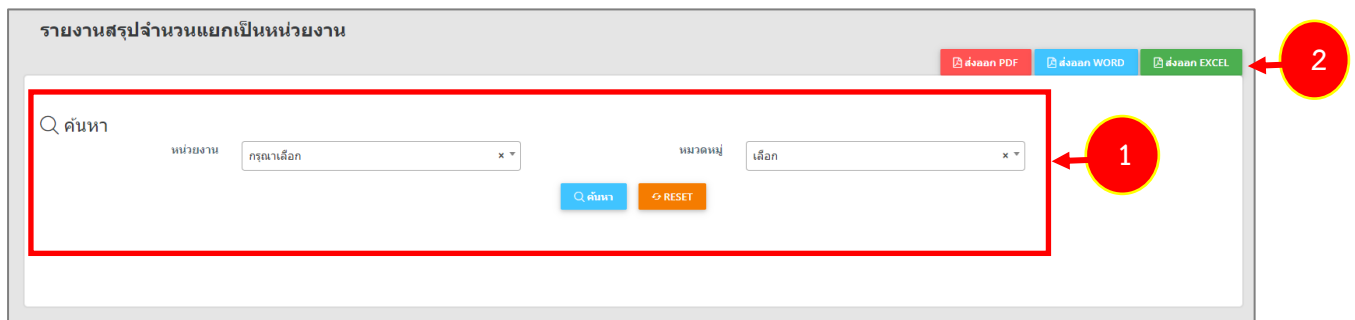 รายงานสรุปจำนวนแยกเป็นหน่วยงาน
ส่งออก PDF ส่งออก WORD ส่งออก EXCEL
2
ค้นหา
หน่วยงาน กรุณาเลือก × หมวดหมู่ เลือก ×
1
ค้นหา RESET